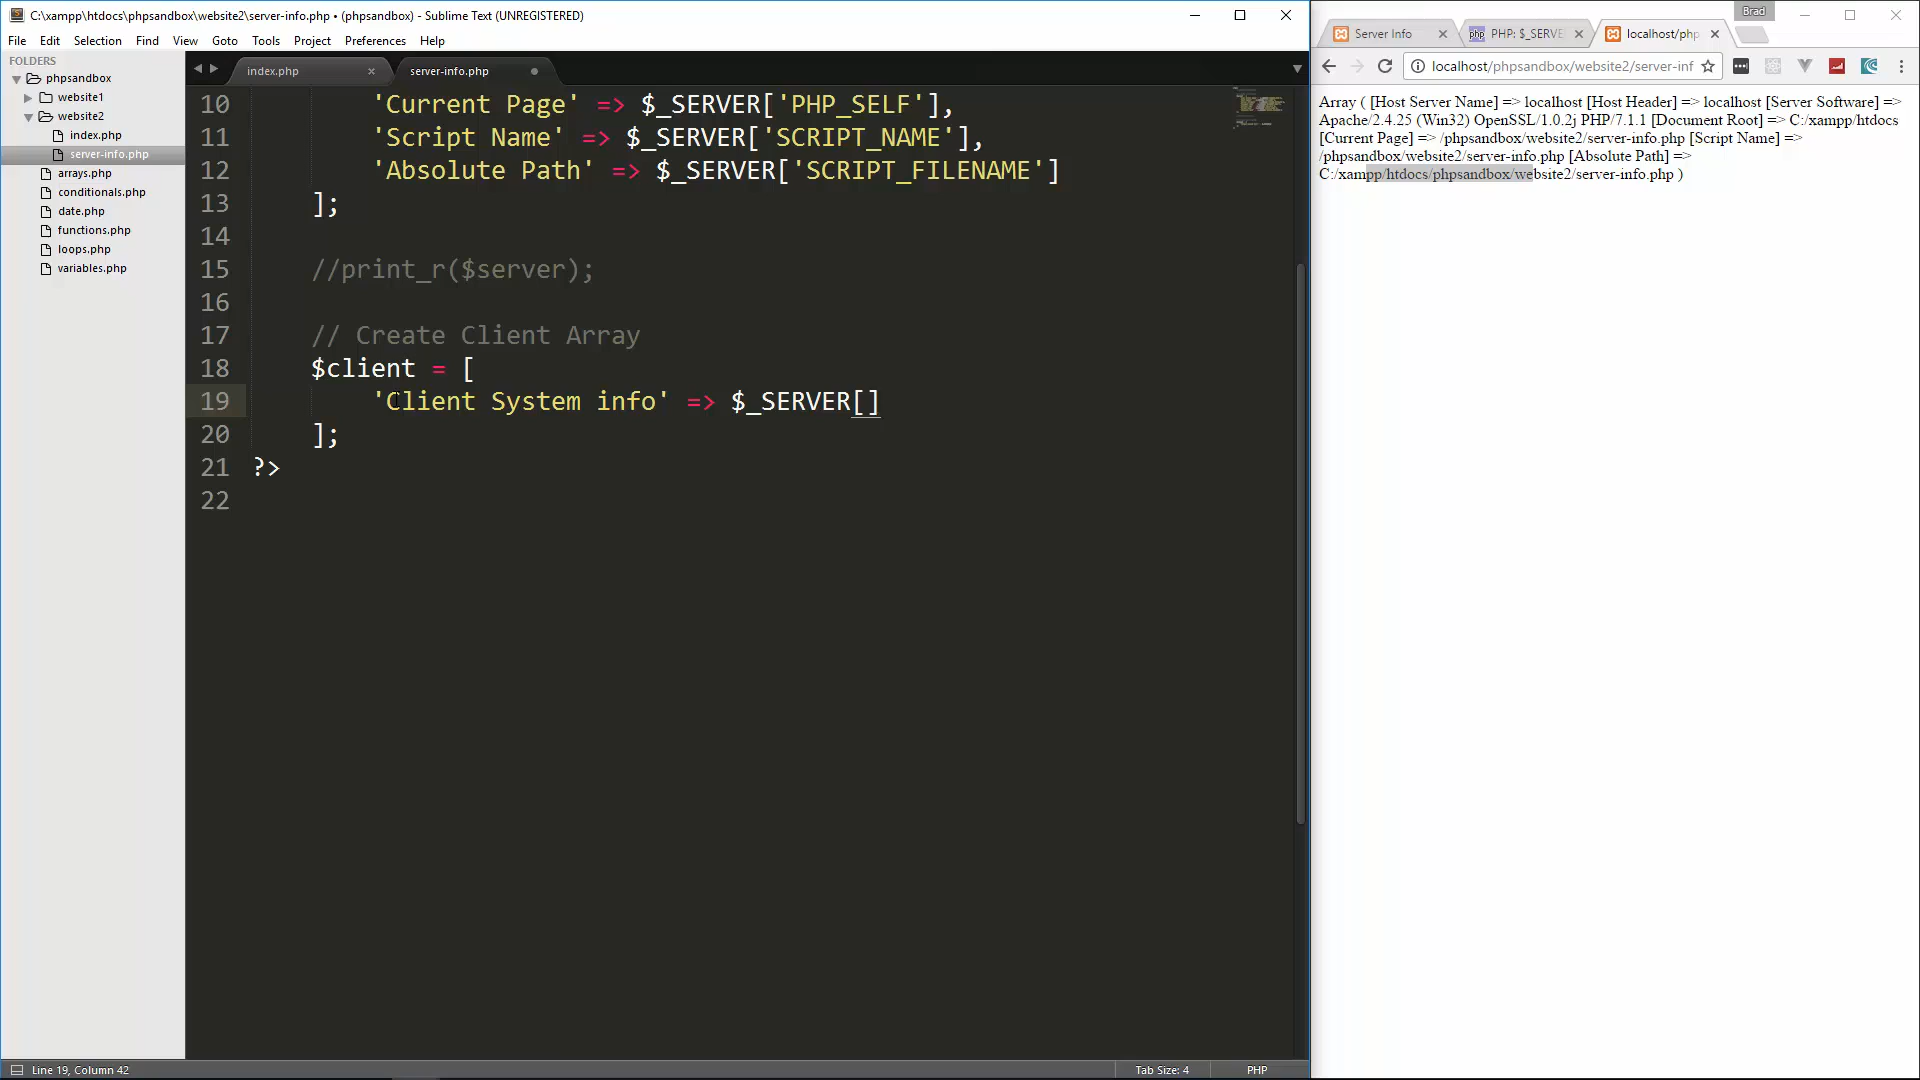 C:\xampp\htdocs\phpsandbox\website2\server-info.php • (phpsandbox) - Sublime Text (UNREGISTERED)
File Edit Selection Find View Goto Tools Project Preferences Help
FOLDERS
phpsandbox
website1
website2
index.php
server-info.php
arrays.php
conditionals.php
date.php
functions.php
loops.php
variables.php
index.php
server-info.php
10 'Current Page' => $_SERVER['PHP_SELF'],
11 'Script Name' => $_SERVER['SCRIPT_NAME'],
12 'Absolute Path' => $_SERVER['SCRIPT_FILENAME']
13 ];
14
15 //print_r($server);
16
17 // Create Client Array
18 $client = [
19 'Client System info' => $_SERVER[]
20 ];
21 ?>
22
Line 19, Column 42
Tab Size: 4
PHP
Brad
Server Info
php PHP: $_SERVE
localhost/php
localhost/phpsandbox/website2/server-inf
Array ( [Host Server Name] => localhost [Host Header] => localhost [Server Software] =>
Apache/2.4.25 (Win32) OpenSSL/1.0.2j PHP/7.1.1 [Document Root] => C:/xampp/htdocs
[Current Page] => /phpsandbox/website2/server-info.php [Script Name] =>
/phpsandbox/website2/server-info.php [Absolute Path] =>
C:/xampp/htdocs/phpsandbox/website2/server-info.php )